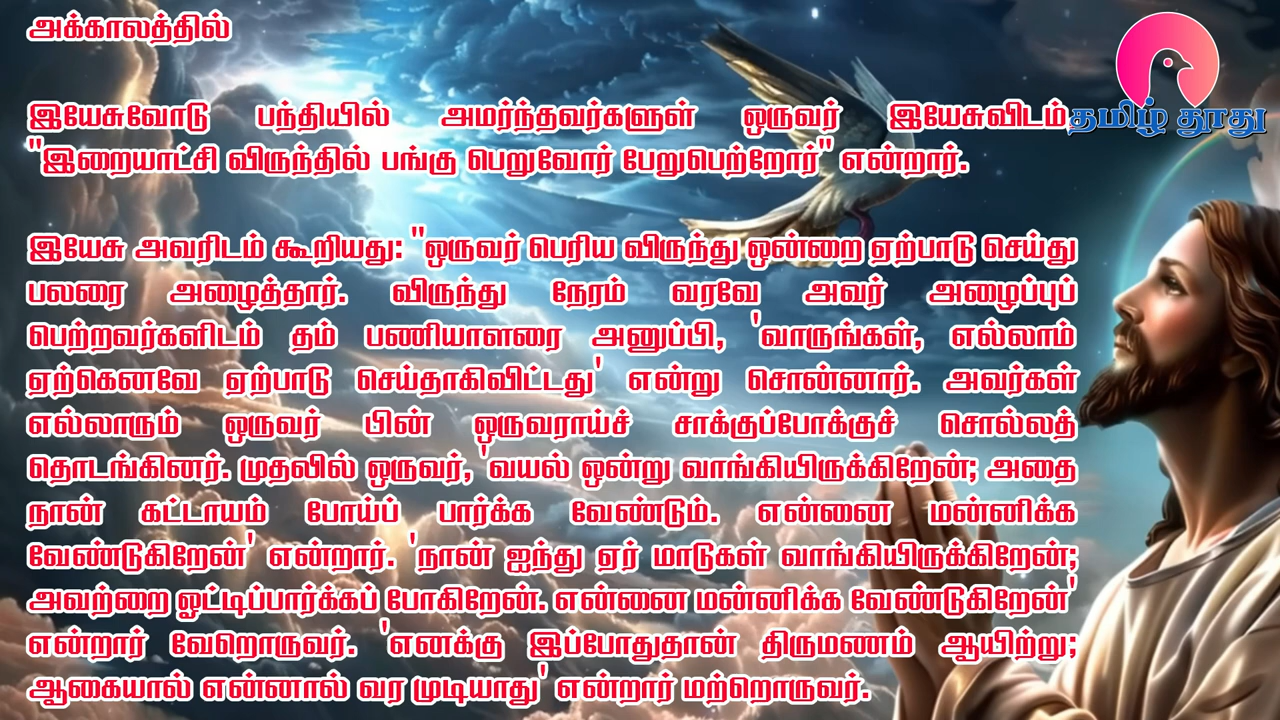 அக்காலத்தில்
இயேசுவோடு பந்தியில் அமர்ந்தவர்களுள் ஒருவர் இயேசுவிடம்
"இறையாட்சி விருந்தில் பங்கு பெறுவோர் பேறுபெற்றோர்" என்றார்.
தமிழ் தூது
இயேசு அவரிடம் கூறியது: "ஒருவர் பெரிய விருந்து ஒன்றை ஏற்பாடு செய்து
பலரை அழைத்தார். விருந்து நேரம் வரவே அவர் அழைப்புப்
பெற்றவர்களிடம் தம் பணியாளரை அனுப்பி, 'வாருங்கள், எல்லாம்
ஏற்கெனவே ஏற்பாடு செய்தாகிவிட்டது' என்று சொன்னார். அவர்கள்
எல்லாரும் ஒருவர் பின் ஒருவராய்ச் சாக்குப்போக்குச் சொல்லத்
தொடங்கினர். முதலில் ஒருவர், 'வயல் ஒன்று வாங்கியிருக்கிறேன்; அதை
நான் கட்டாயம் போய்ப் பார்க்க வேண்டும். என்னை மன்னிக்க
வேண்டுகிறேன்' என்றார். 'நான் ஐந்து ஏர் மாடுகள் வாங்கியிருக்கிறேன்;
அவற்றை ஓட்டிப்பார்க்கப் போகிறேன். என்னை மன்னிக்க வேண்டுகிறேன்'
என்றார் வேறொருவர். 'எனக்கு இப்போதுதான் திருமணம் ஆயிற்று;
ஆகையால் என்னால் வர முடியாது' என்றார் மற்றொருவர்.